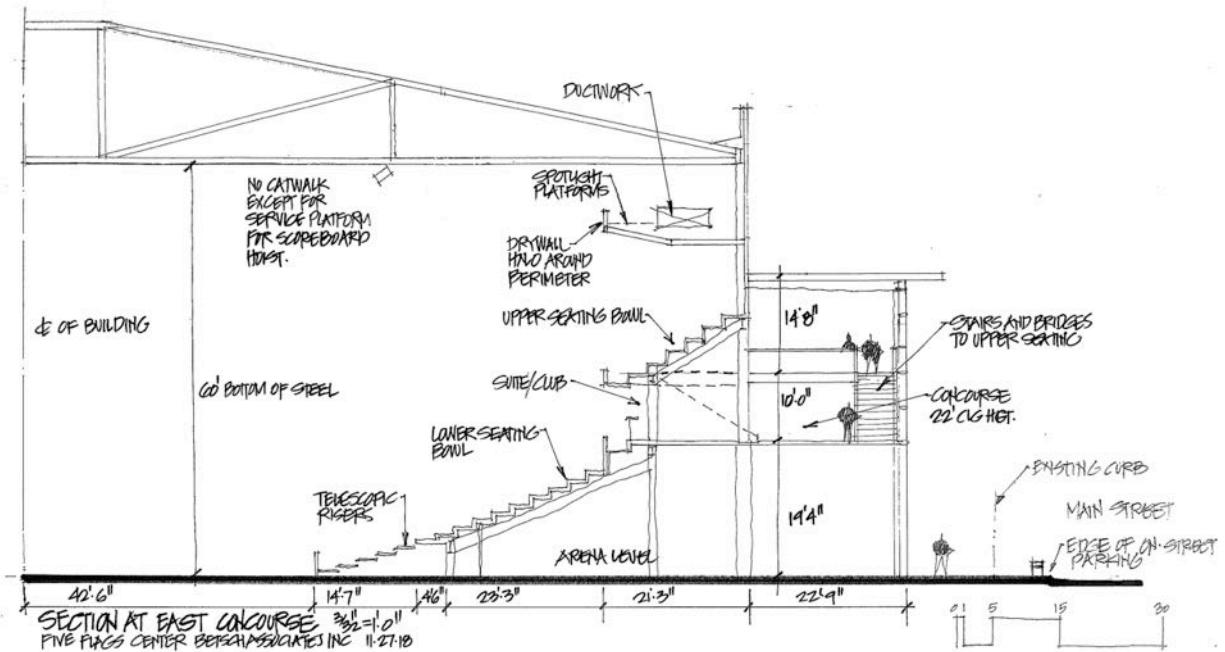 DUCTWORK
NO CATWALK
EXCEPT FOR
SERVICE PLATFORM
FOR SCOREBOARD
HOIST.
SPOTLIGHT
PLATFORMS
DRYWALL
HALO AROUND
PERIMETER
UPPER SEATING BOWL
14'8"
STAIRS AND BRIDGES
TO UPPER SEATING
℄ OF BUILDING
60' BOTTOM OF STEEL
SUITE/CLUB
10'0"
CONCOURSE
22' CLG HGT.
LOWER SEATING
BOWL
TELESCOPIC
RISERS
ARENA LEVEL
19'4"
EXISTING CURB
MAIN STREET
EDGE OF ON-STREET
PARKING
42'6" 14'7" 4'6" 23'3" 21'3" 22'9"
SECTION AT EAST CONCOURSE 3/32"=1'0"
FIVE FLAGS CENTER BETSCH ASSOCIATES INC 11·27·18
0 1 5 15 30